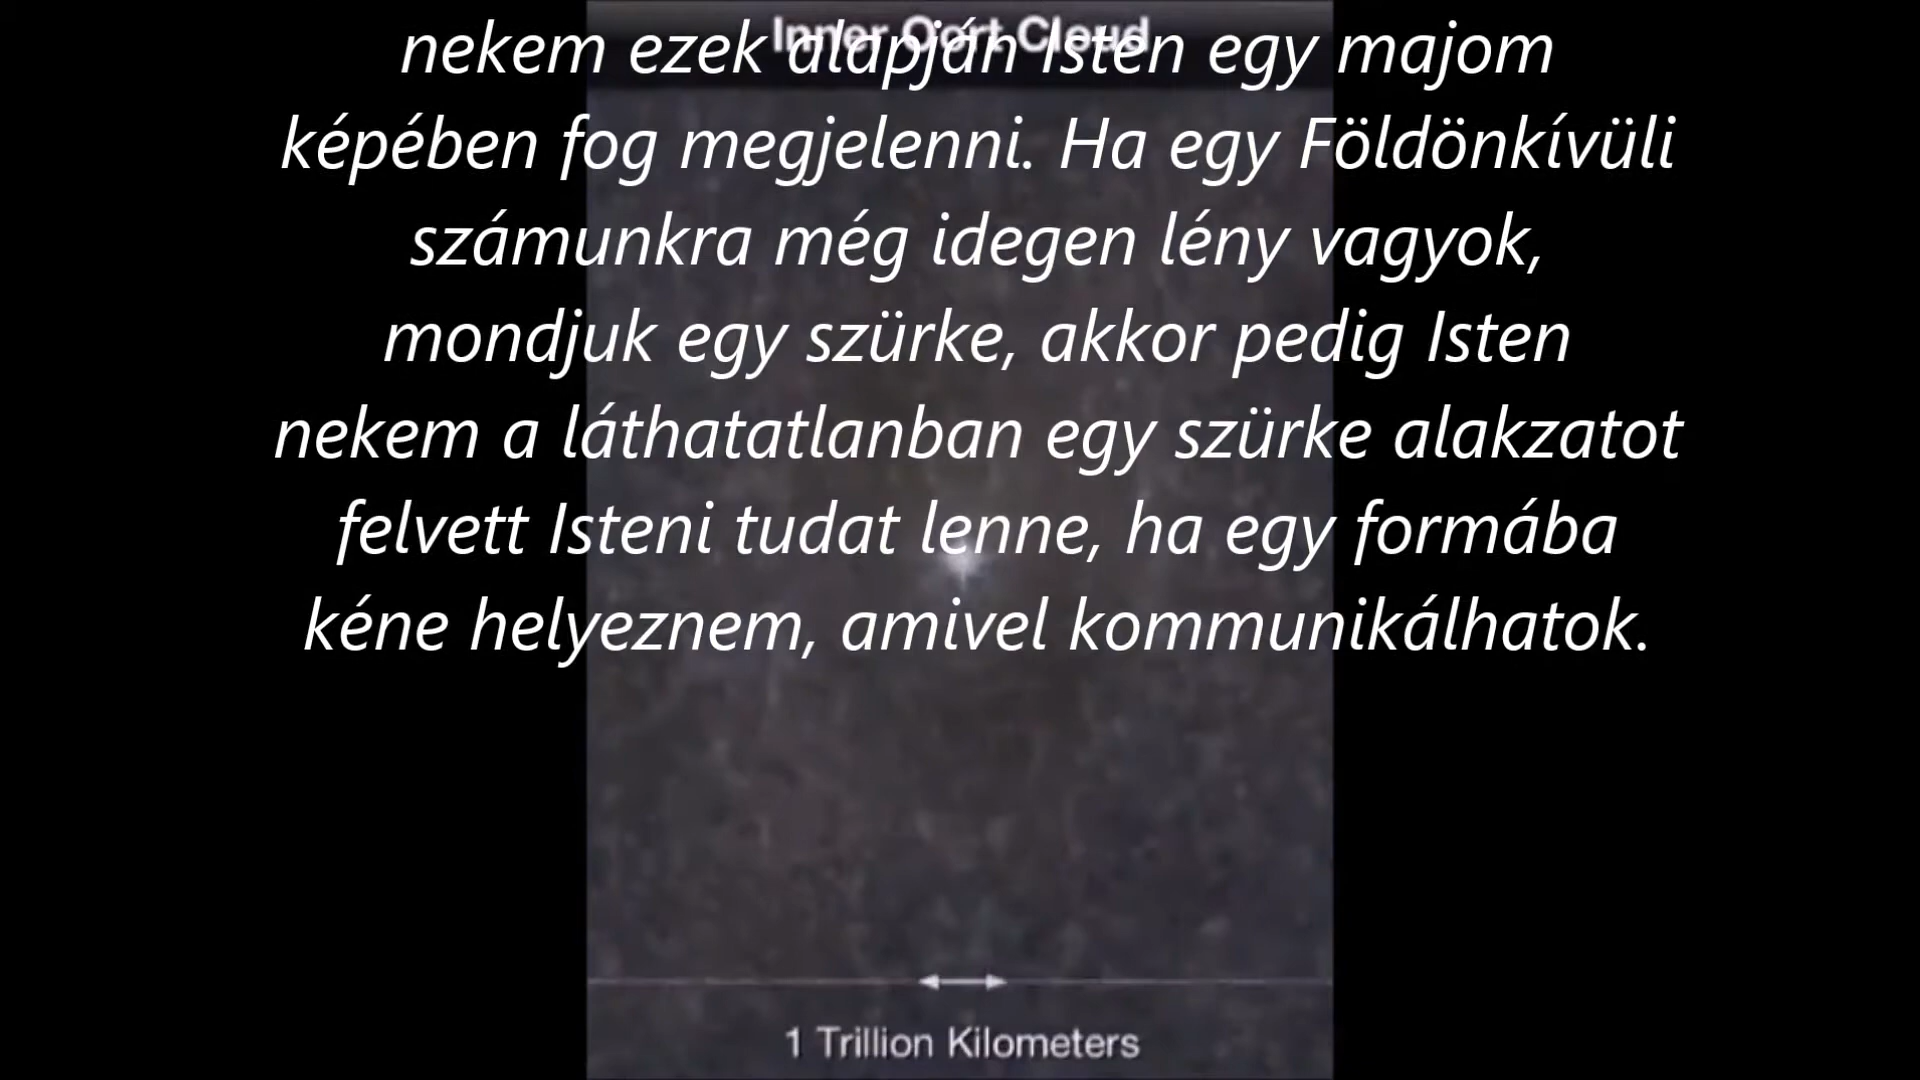 Inner Oort Cloud
nekem ezek alapján Isten egy majom
képében fog megjelenni. Ha egy Földönkívüli
számunkra még idegen lény vagyok,
mondjuk egy szürke, akkor pedig Isten
nekem a láthatatlanban egy szürke alakzatot
felvett Isteni tudat lenne, ha egy formába
kéne helyeznem, amivel kommunikálhatok.
1 Trillion Kilometers